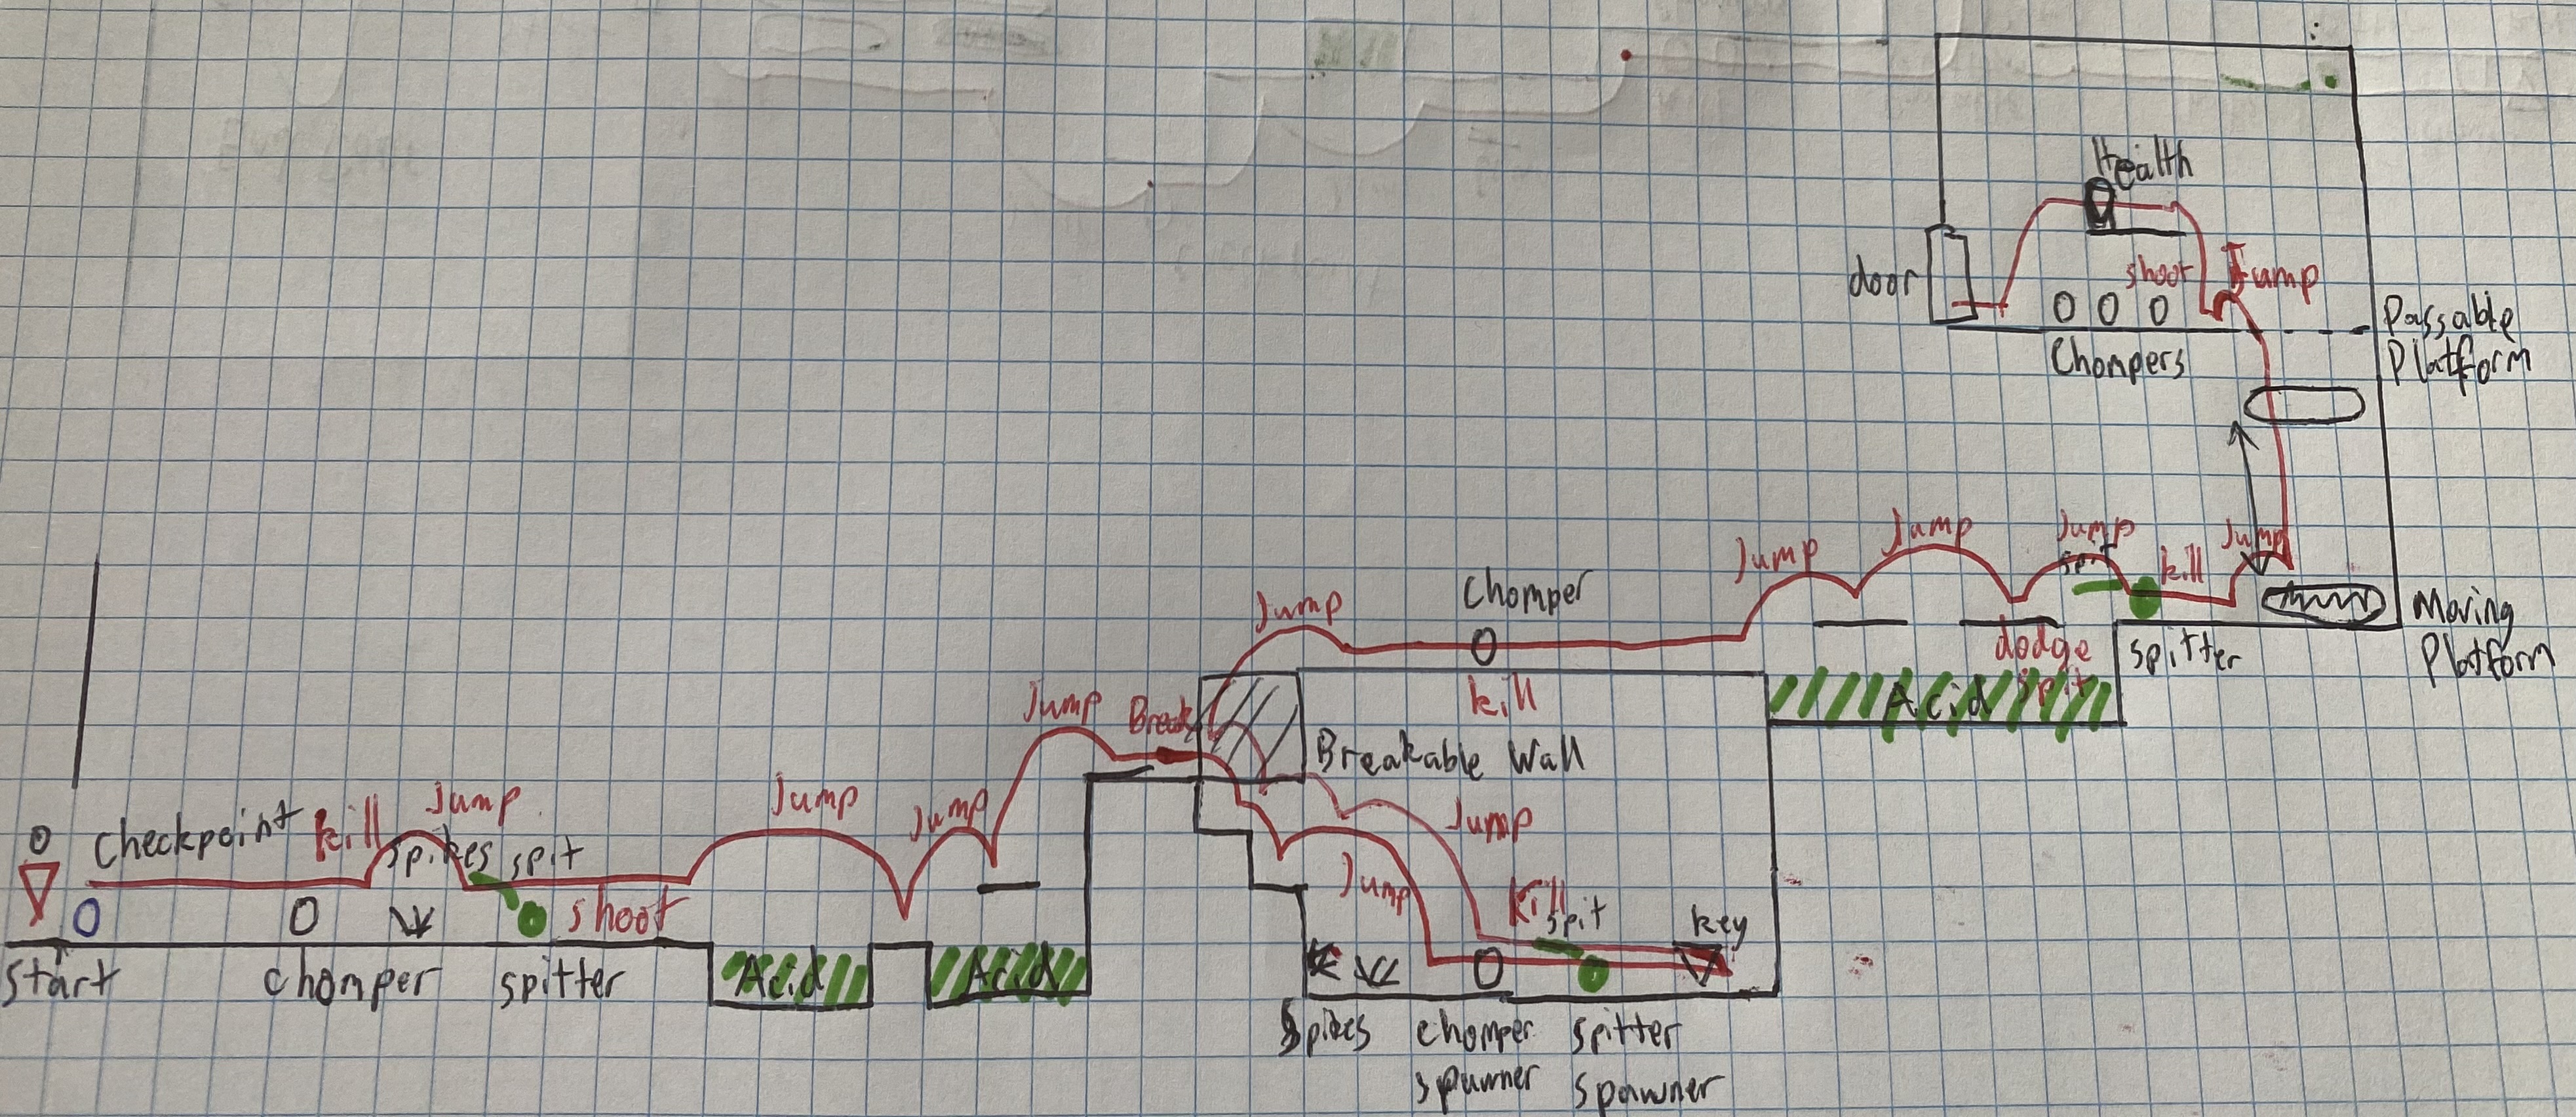 Health
door
shoot
Jump
Chompers
Passable
Platform
Jump
Jump
Jump
spit
kill
Jump
Chomper
Jump
kill
dodge
spit
spitter
Acid
Moving
Platform
Jump
Break
Breakable Wall
Checkpoint
kill
Jump
spikes
spit
Jump
Jump
Jump
Jump
kill
spit
key
shoot
start
chomper
spitter
Acid
Acid
Spikes
chomper
spawner
spitter
spawner